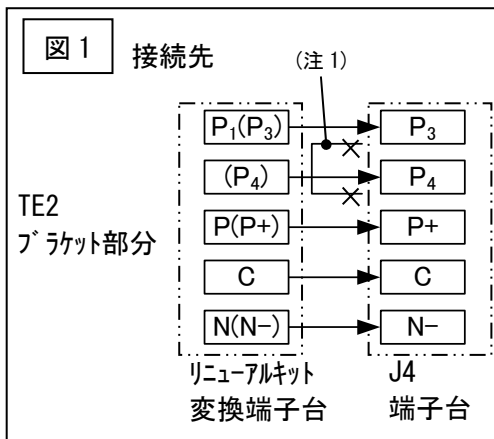 図1 接続先
(注1)
P1(P3) P3
(P4) P4
TE2
ブラケット部分
P(P+) P+
C C
N(N-) N-
リニューアルキット
変換端子台
J4
端子台